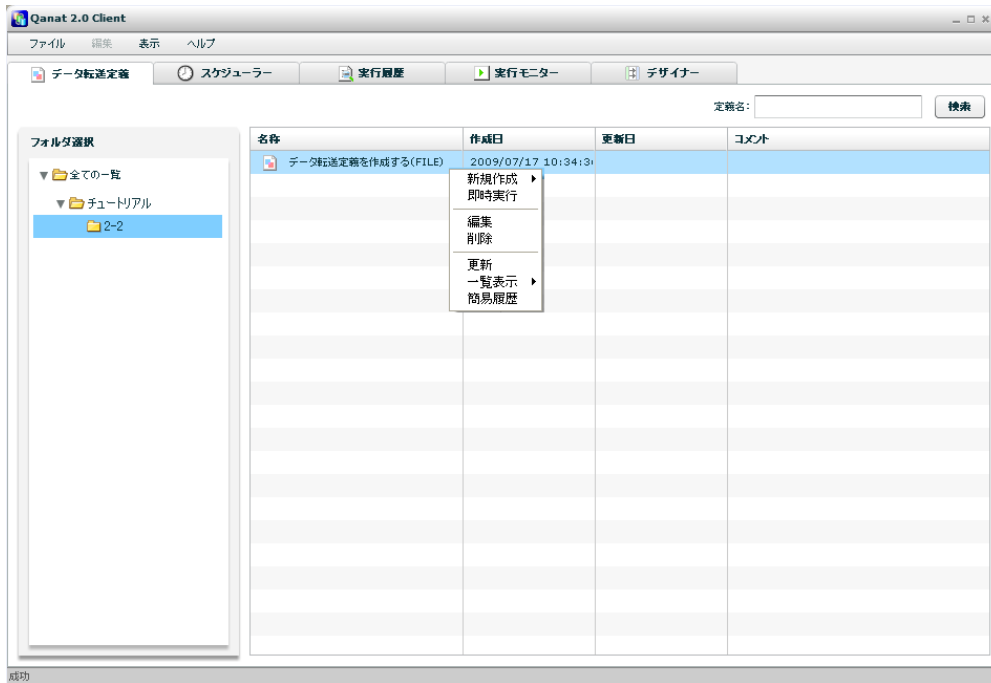 Qanat 2.0 Client
ファイル 編集 表示 ヘルプ
データ転送定義 スケジューラー 実行履歴 実行モニター デザイナー
定義名: 検索
フォルダ選択
全ての一覧
チュートリアル
2-2
名称 作成日 更新日 コメント
データ転送定義を作成する(FILE) 2009/07/17 10:34:3
新規作成
即時実行
編集
削除
更新
一覧表示
簡易履歴
成功